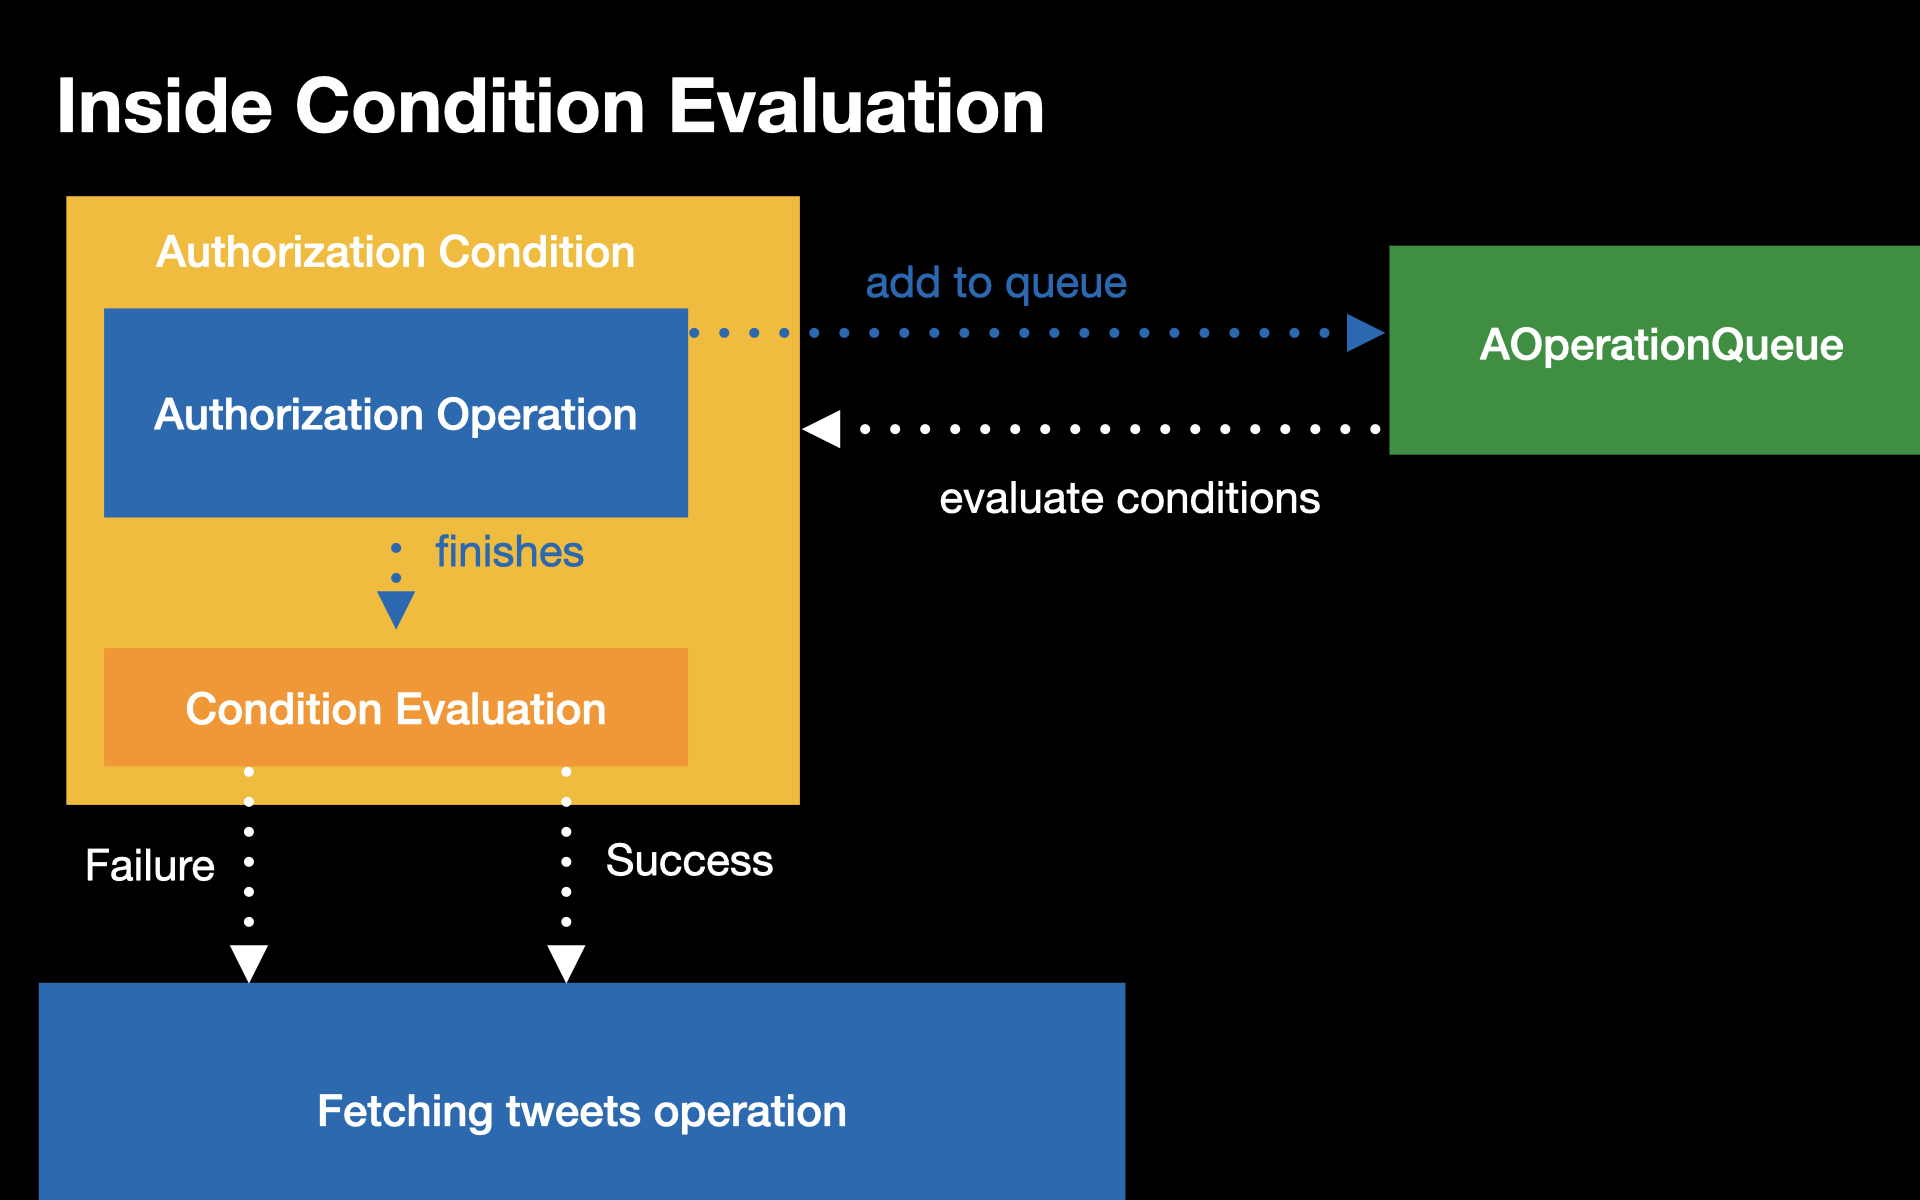 Inside Condition Evaluation
Authorization Condition
add to queue
AOperationQueue
Authorization Operation
evaluate conditions
finishes
Condition Evaluation
Failure
Success
Fetching tweets operation